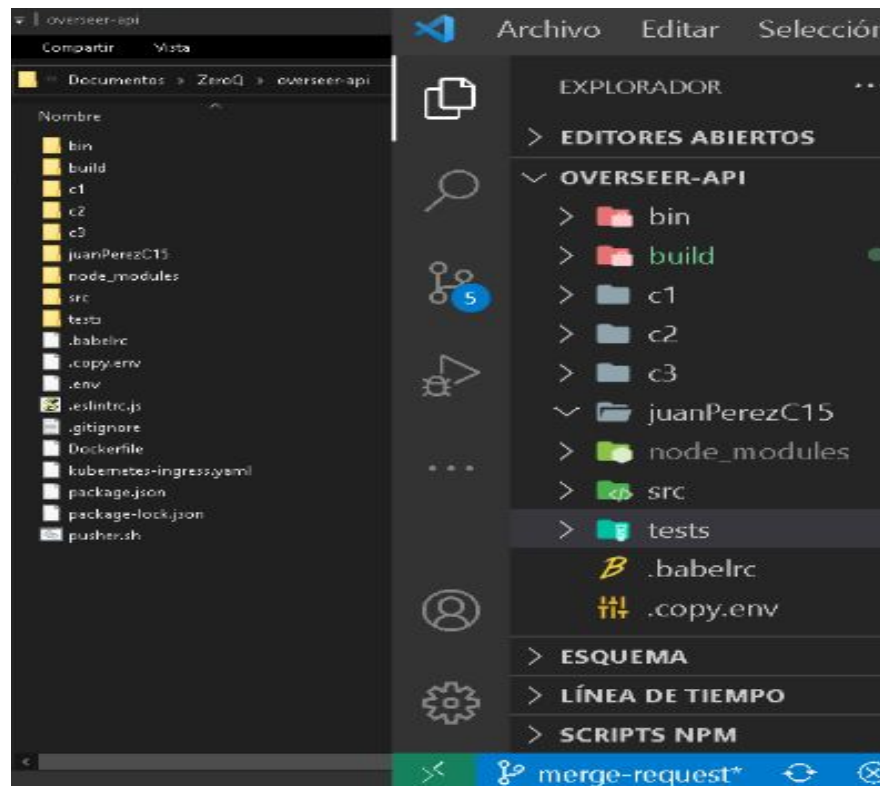 overseer-api
Compartir Vista
Documentos > ZeroQ > overseer-api
Nombre
bin
build
c1
c2
c3
juanPerezC15
node_modules
src
tests
.babelrc
.copy.env
.env
.eslintrc.js
.gitignore
Dockerfile
kubernetes-ingress.yaml
package.json
package-lock.json
pusher.sh
Archivo Editar Selección
EXPLORADOR
EDITORES ABIERTOS
OVERSEER-API
bin
build
c1
c2
c3
juanPerezC15
node_modules
src
tests
.babelrc
.copy.env
ESQUEMA
LÍNEA DE TIEMPO
SCRIPTS NPM
5
merge-request*